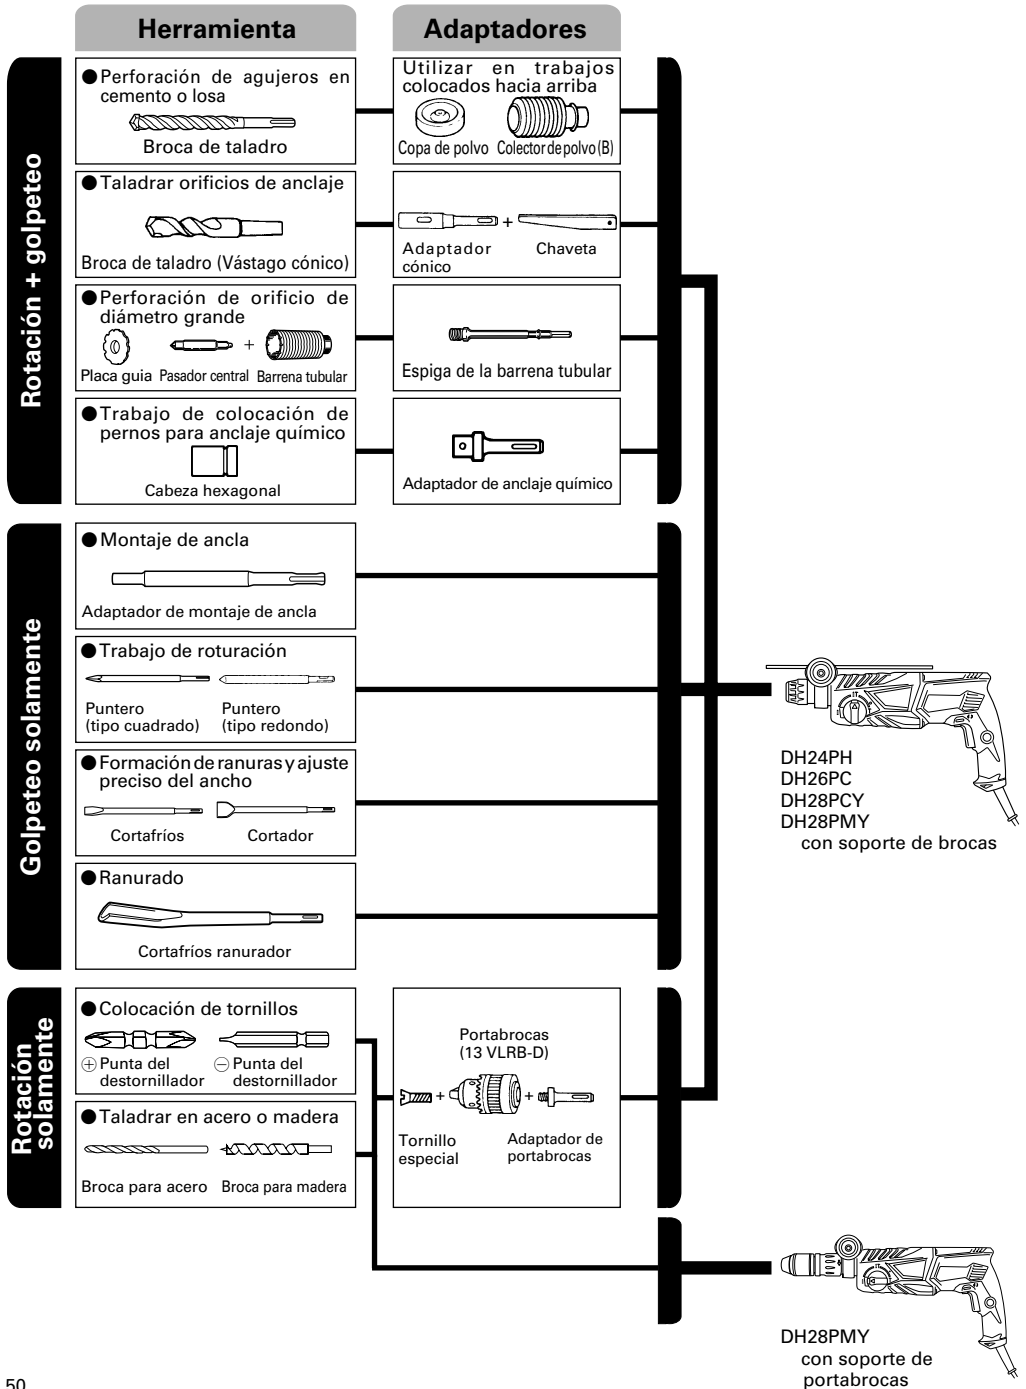 Herramienta
Adaptadores
Rotación + golpeteo
●Perforación de agujeros en
cemento o losa
Broca de taladro
Utilizar en trabajos
colocados hacia arriba
Copa de polvo
Colector de polvo (B)
●Taladrar orificios de anclaje
Broca de taladro (Vástago cónico)
+
Adaptador
cónico
Chaveta
●Perforación de orificio de
diámetro grande
+
Placa guia
Pasador central
Barrena tubular
Espiga de la barrena tubular
●Trabajo de colocación de
pernos para anclaje químico
Cabeza hexagonal
Adaptador de anclaje químico
Golpeteo solamente
●Montaje de ancla
Adaptador de montaje de ancla
●Trabajo de roturación
Puntero
(tipo cuadrado)
Puntero
(tipo redondo)
●Formación de ranuras y ajuste
preciso del ancho
Cortafríos
Cortador
●Ranurado
Cortafríos ranurador
DH24PH
DH26PC
DH28PCY
DH28PMY
con soporte de brocas
Rotación
solamente
●Colocación de tornillos
⊕ Punta del
destornillador
⊖ Punta del
destornillador
●Taladrar en acero o madera
Broca para acero
Broca para madera
Portabrocas
(13 VLRB-D)
+ +
Tornillo
especial
Adaptador de
portabrocas
DH28PMY
con soporte de
portabrocas
50